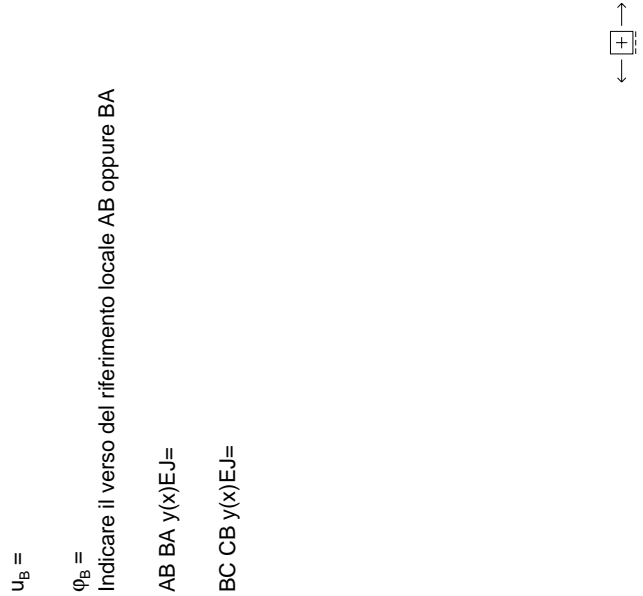 u_B =
φ_B =
Indicare il verso del riferimento locale AB oppure BA
AB BA y(x)EJ=
BC CB y(x)EJ=
+